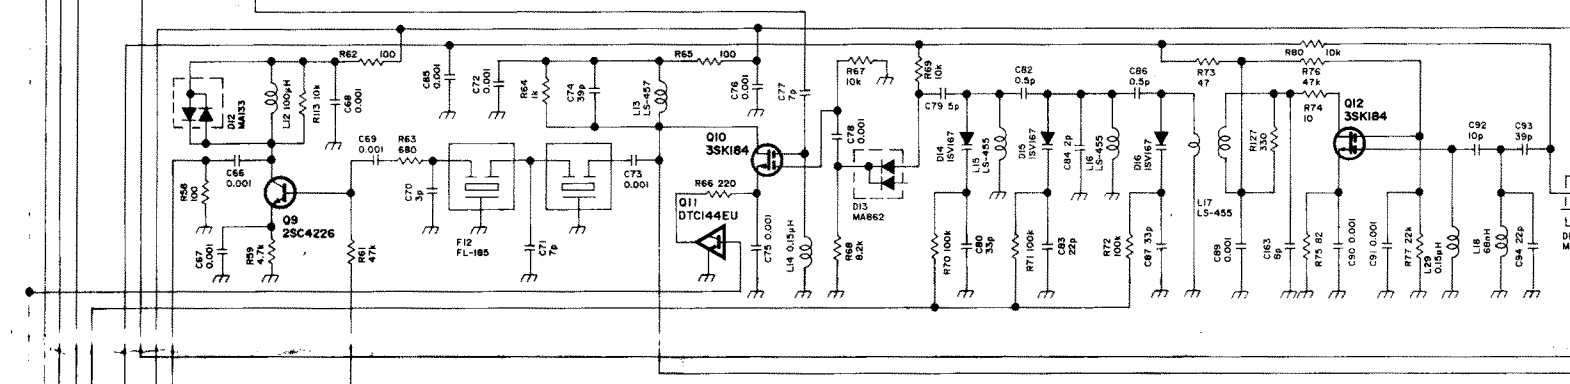 R62 100
D12
MA133
L12 100μH
R113 10k
C68
0.001
C85
0.001
C72
0.001
R64
1k
C74
39p
L13
LS-457
R65 100
C76
0.001
C77
7p
R67
10k
C78
0.001
R69
10k
C79 5p
C82
0.5p
C86
0.5p
D14
1SV167
L15
LS-455
D15
1SV167
C84 2p
L16
LS-455
D16
1SV167
R73
47
R80 10k
R76
47k
R74
10
Q12
3SK184
R127
330
L17
LS-455
C92
10p
C93
39p
R58
100
C66
0.001
C69
0.001
R63
680
C70
3p
F12
FL-185
C71
7p
C73
0.001
Q10
3SK184
R66 220
Q11
DTC144EU
C75 0.001
L14 0.15μH
D13
MA862
R68
8.2k
Q9
2SC4226
C67
0.001
R59
4.7k
R61
47k
R70 100k
C80
33p
R71 100k
C83
22p
R72
100k
C87 33p
C89
0.001
C163
8p
R75 82
C90 0.001
C91 0.001
R77 22k
L29
0.15μH
L18
68nH
C94 22p
D
M